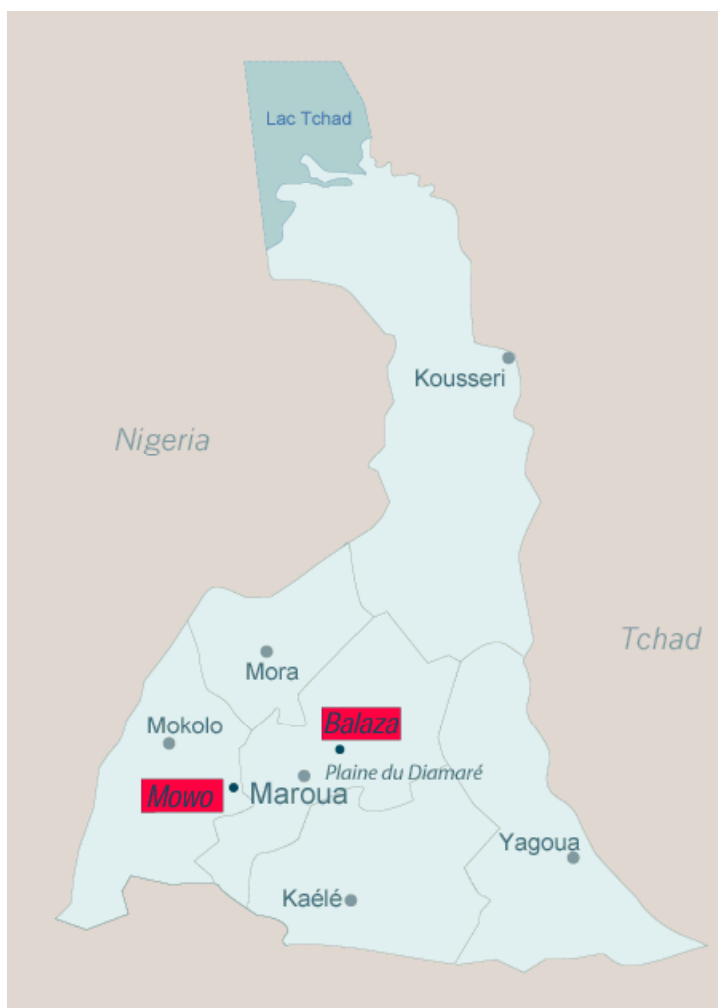 Lac Tchad
Kousseri
Nigeria
Tchad
Mora
Mokolo
Balaza
Plaine du Diamaré
Mowo
Maroua
Yagoua
Kaélé